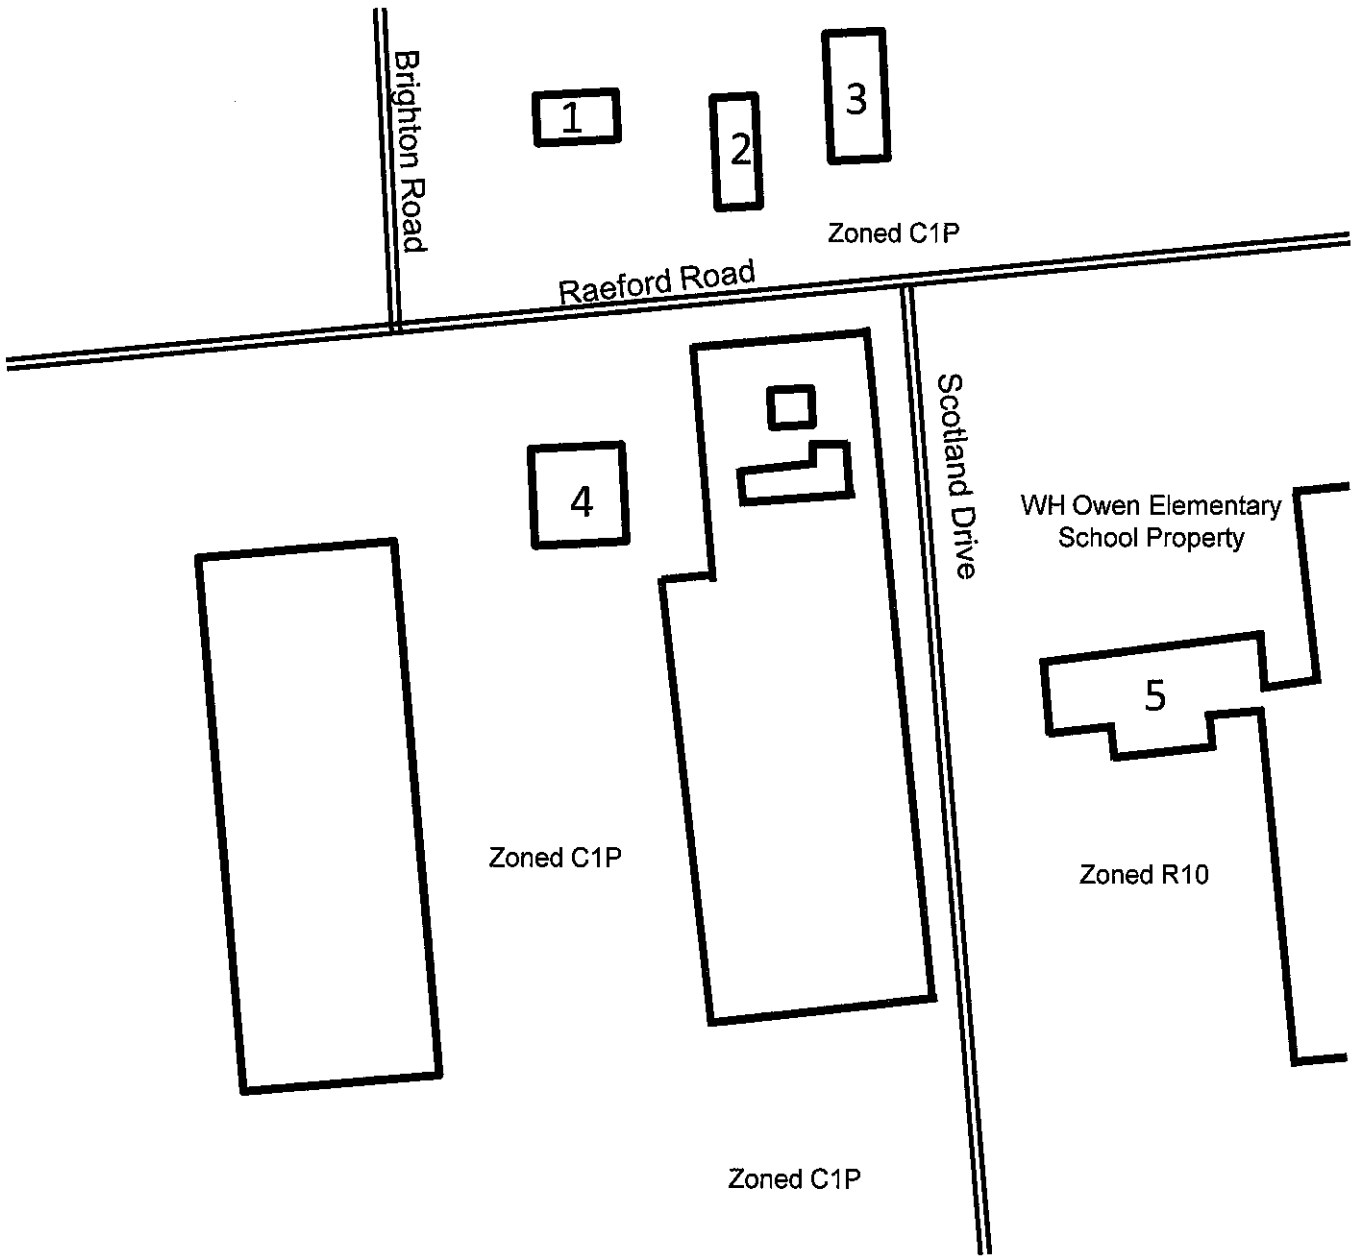 Brighton Road
1
2
3
Zoned C1P
Raeford Road
Scotland Drive
4
WH Owen Elementary
School Property
5
Zoned C1P
Zoned R10
Zoned C1P